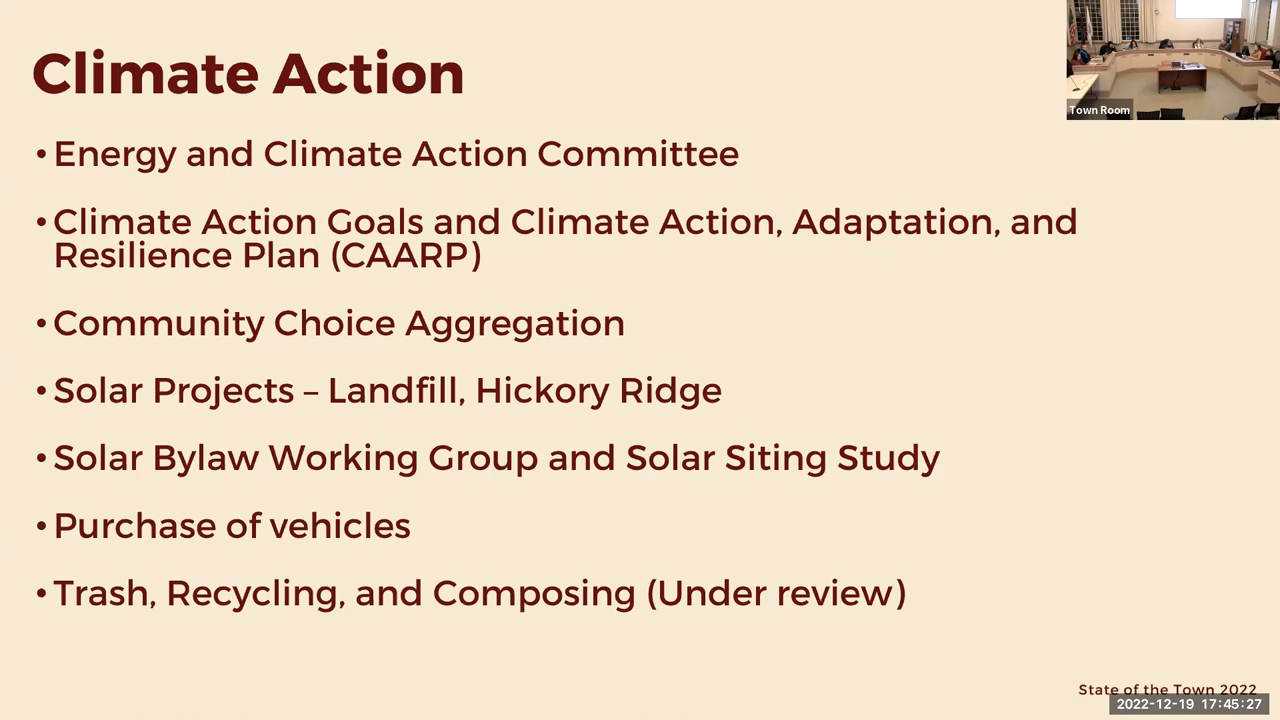 Climate Action
Town Room
• Energy and Climate Action Committee
• Climate Action Goals and Climate Action, Adaptation, and
Resilience Plan (CAARP)
• Community Choice Aggregation
• Solar Projects – Landfill, Hickory Ridge
• Solar Bylaw Working Group and Solar Siting Study
• Purchase of vehicles
• Trash, Recycling, and Composing (Under review)
State of the Town 2022
2022-12-19 17:45:27